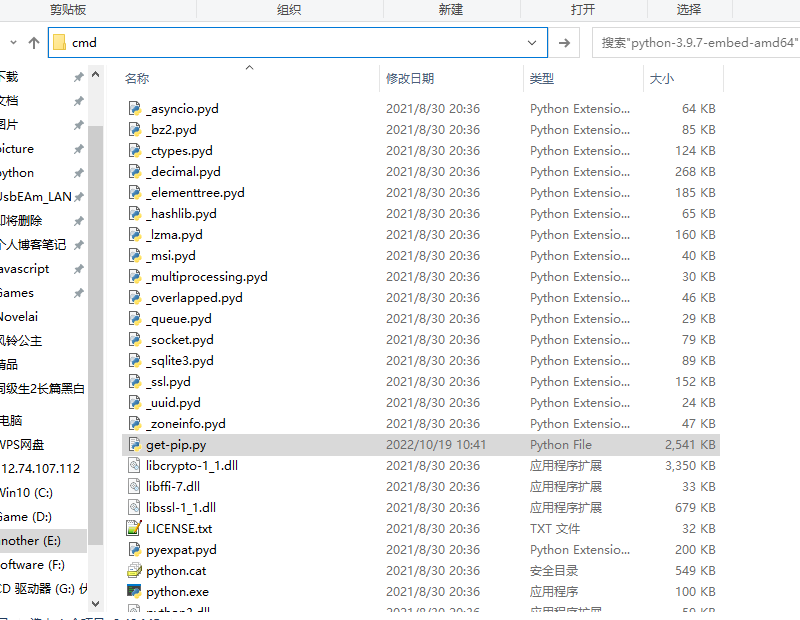 剪贴板 组织 新建 打开 选择
cmd 搜索"python-3.9.7-embed-amd64"
名称 修改日期 类型 大小
下载
文档
图片
picture
python
UsbEAm_LAN
即将删除
个人博客笔记
javascript
Games
Novelai
风铃公主
精品
同级生2长篇黑白
电脑
WPS网盘
12.74.107.112
Win10 (C:)
Game (D:)
another (E:)
software (F:)
CD 驱动器 (G:) 伏
_asyncio.pyd 2021/8/30 20:36 Python Extensio... 64 KB
_bz2.pyd 2021/8/30 20:36 Python Extensio... 85 KB
_ctypes.pyd 2021/8/30 20:36 Python Extensio... 124 KB
_decimal.pyd 2021/8/30 20:36 Python Extensio... 268 KB
_elementtree.pyd 2021/8/30 20:36 Python Extensio... 185 KB
_hashlib.pyd 2021/8/30 20:36 Python Extensio... 65 KB
_lzma.pyd 2021/8/30 20:36 Python Extensio... 160 KB
_msi.pyd 2021/8/30 20:36 Python Extensio... 40 KB
_multiprocessing.pyd 2021/8/30 20:36 Python Extensio... 30 KB
_overlapped.pyd 2021/8/30 20:36 Python Extensio... 46 KB
_queue.pyd 2021/8/30 20:36 Python Extensio... 29 KB
_socket.pyd 2021/8/30 20:36 Python Extensio... 79 KB
_sqlite3.pyd 2021/8/30 20:36 Python Extensio... 89 KB
_ssl.pyd 2021/8/30 20:36 Python Extensio... 152 KB
_uuid.pyd 2021/8/30 20:36 Python Extensio... 24 KB
_zoneinfo.pyd 2021/8/30 20:36 Python Extensio... 47 KB
get-pip.py 2022/10/19 10:41 Python File 2,541 KB
libcrypto-1_1.dll 2021/8/30 20:36 应用程序扩展 3,350 KB
libffi-7.dll 2021/8/30 20:36 应用程序扩展 33 KB
libssl-1_1.dll 2021/8/30 20:36 应用程序扩展 679 KB
LICENSE.txt 2021/8/30 20:36 TXT 文件 32 KB
pyexpat.pyd 2021/8/30 20:36 Python Extensio... 200 KB
python.cat 2021/8/30 20:36 安全目录 549 KB
python.exe 2021/8/30 20:36 应用程序 100 KB
python3.dll 2021/8/30 20:36 应用程序扩展 59 KB